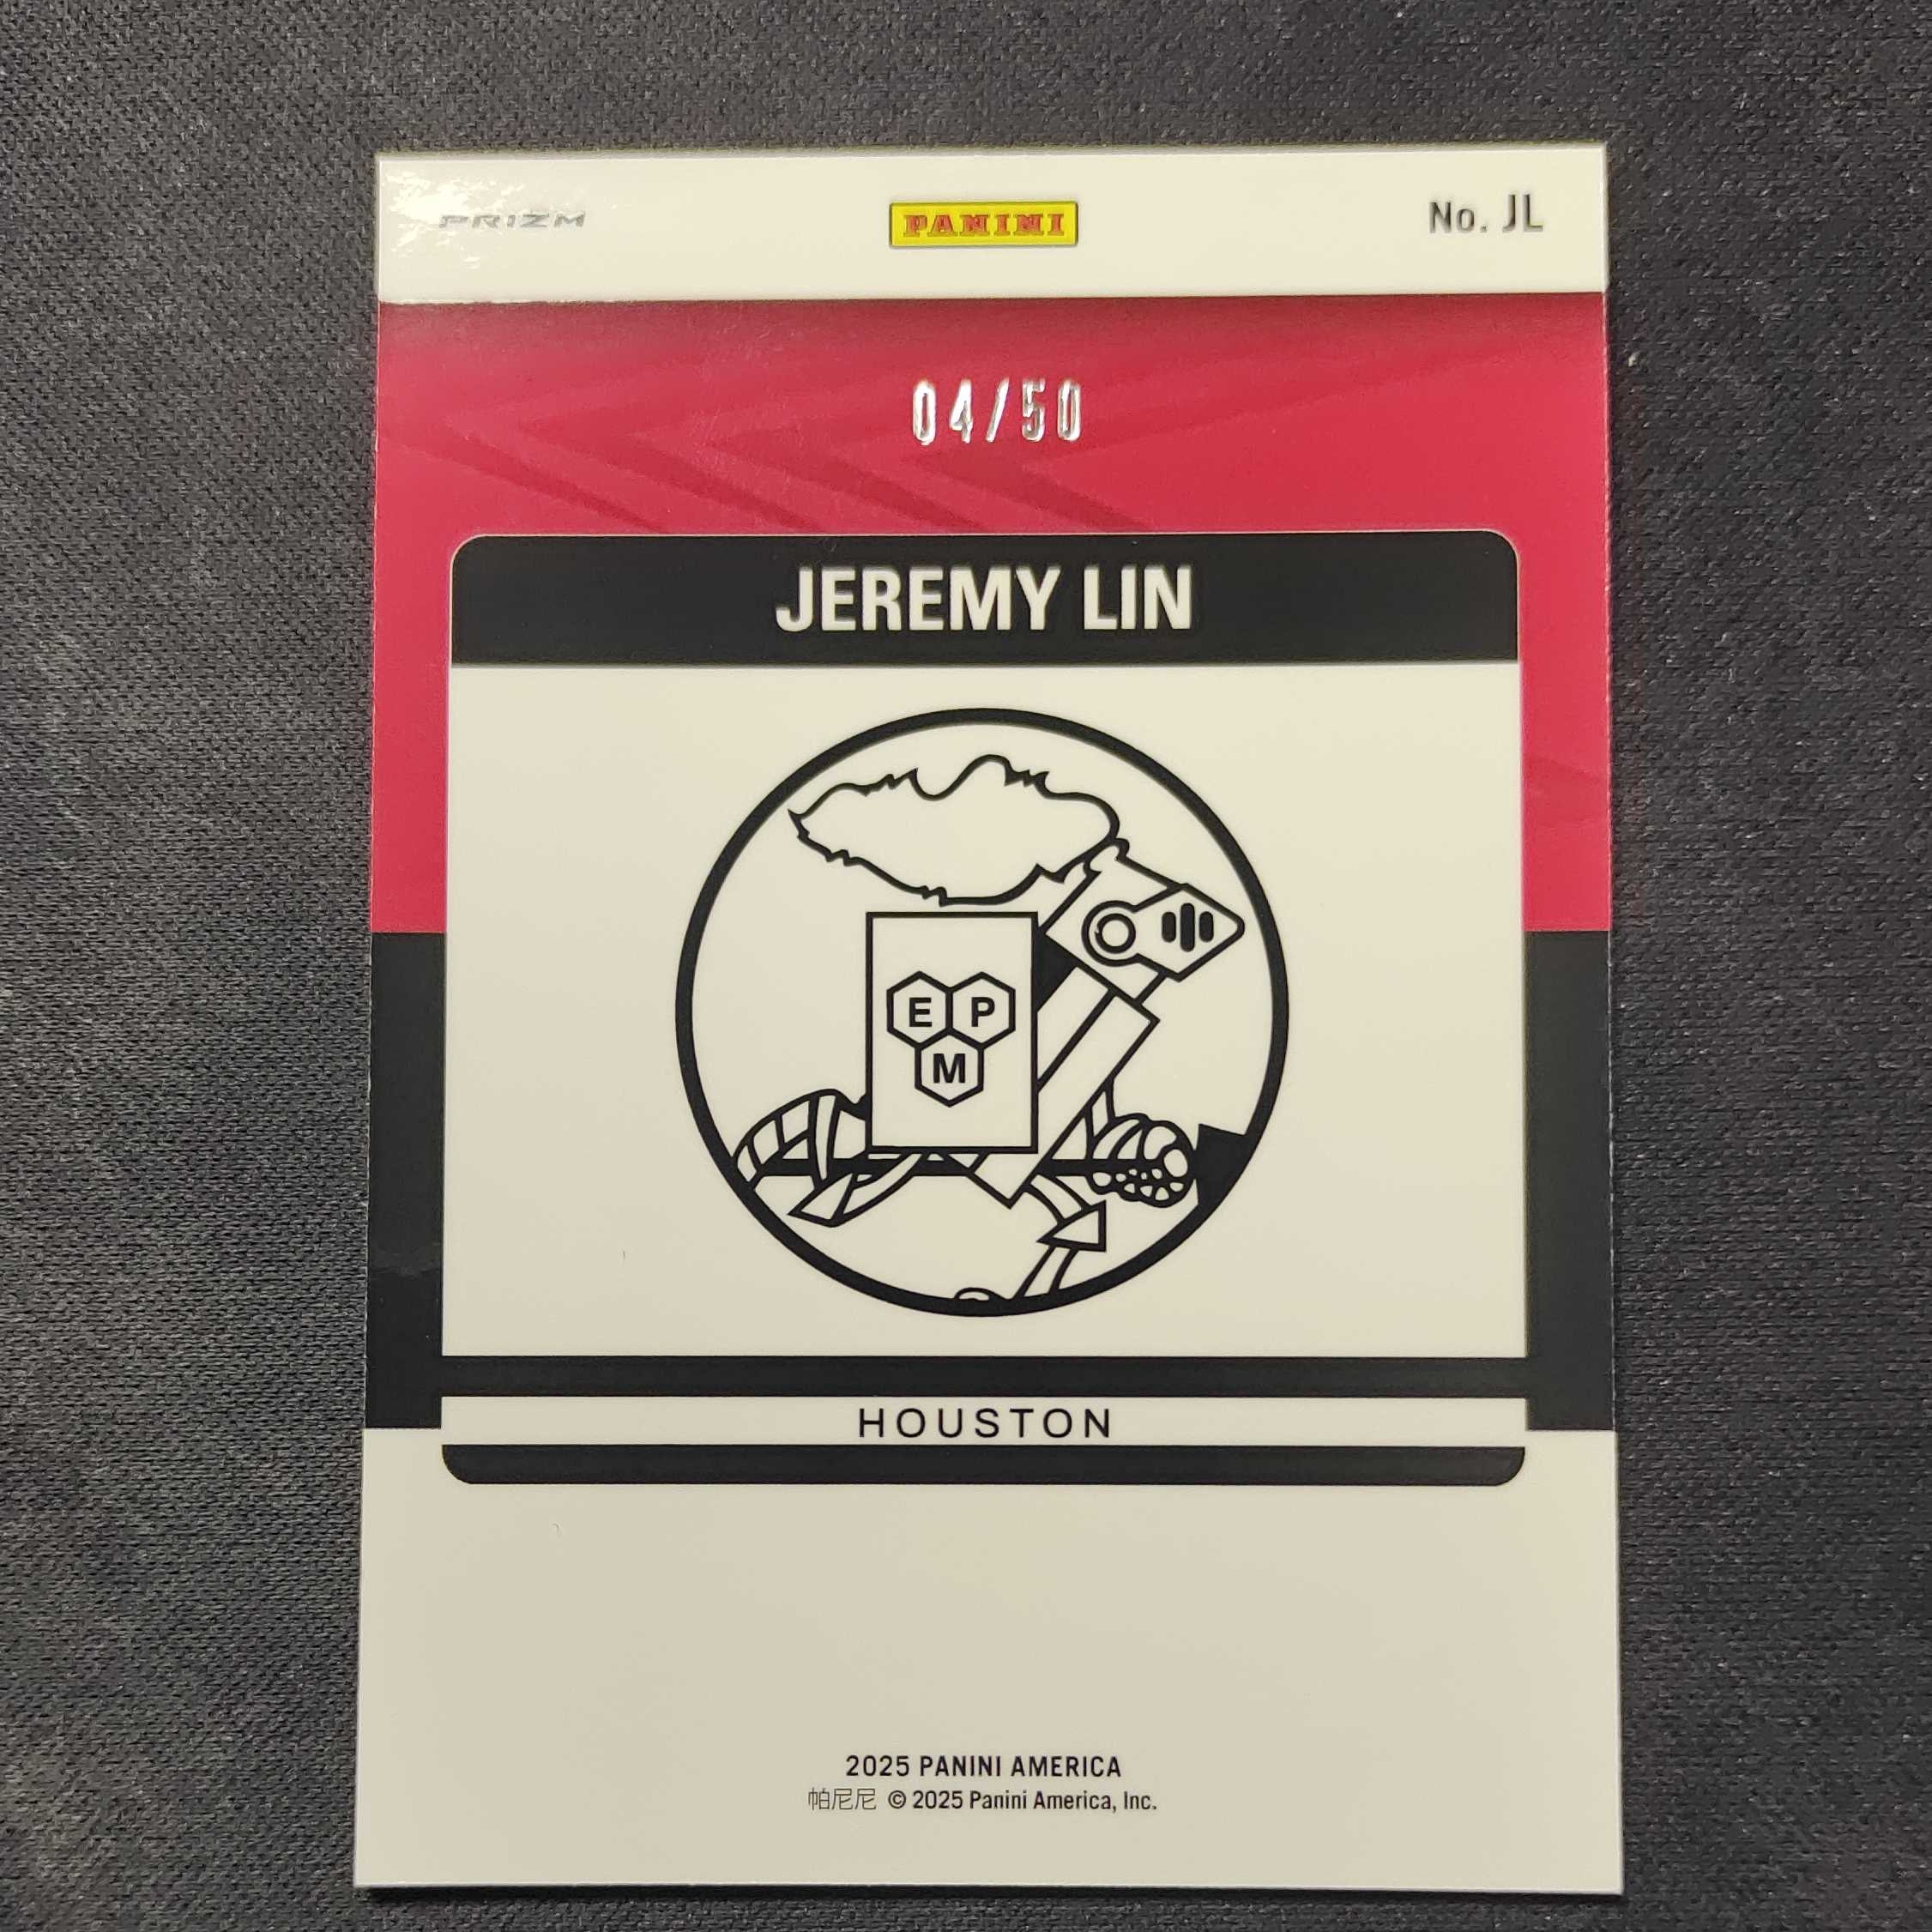 PRIZM
PANINI
No. JL
04/50
JEREMY LIN
E P
M
HOUSTON
2025 PANINI AMERICA
帕尼尼 © 2025 Panini America, Inc.